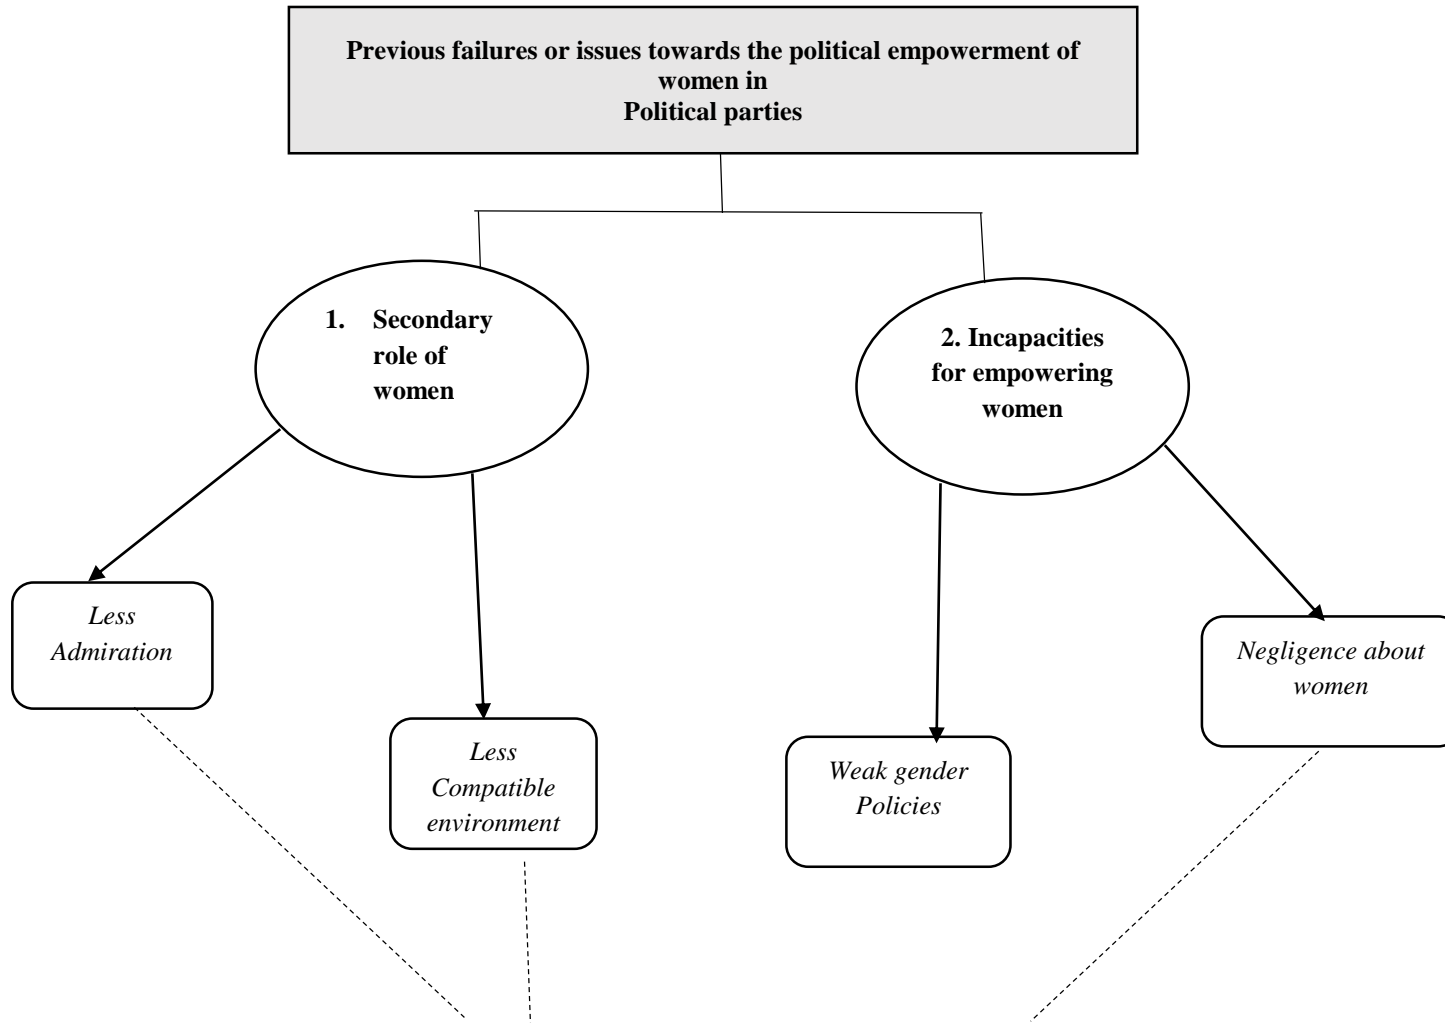 Previous failures or issues towards the political empowerment of
women in
Political parties
1. Secondary
role of
women
2. Incapacities
for empowering
women
Less
Admiration
Negligence about
women
Less
Compatible
environment
Weak gender
Policies